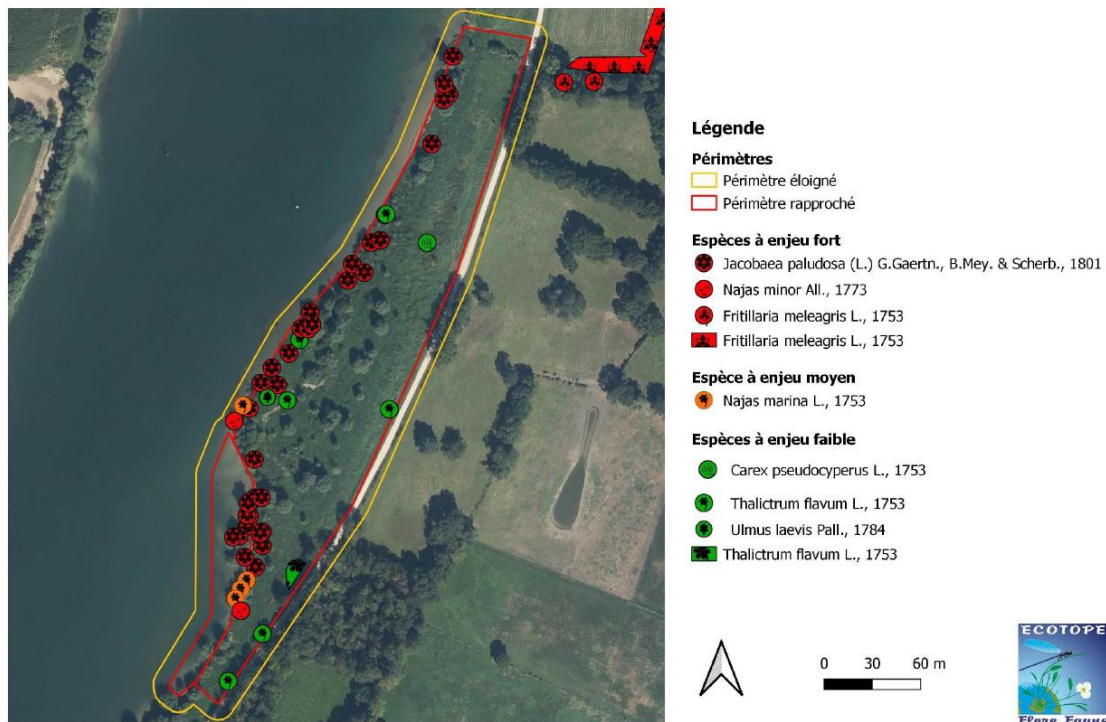 Légende
Périmètres
Périmètre éloigné
Périmètre rapproché
Espèces à enjeu fort
Jacobaea paludosa (L.) G.Gaertn., B.Mey. & Scherb., 1801
Najas minor All., 1773
Fritillaria meleagris L., 1753
Fritillaria meleagris L., 1753
Espèce à enjeu moyen
Najas marina L., 1753
Espèces à enjeu faible
Carex pseudocyperus L., 1753
Thalictrum flavum L., 1753
Ulmus laevis Pall., 1784
Thalictrum flavum L., 1753
0 30 60 m
ECOTOPE
Flore Faune